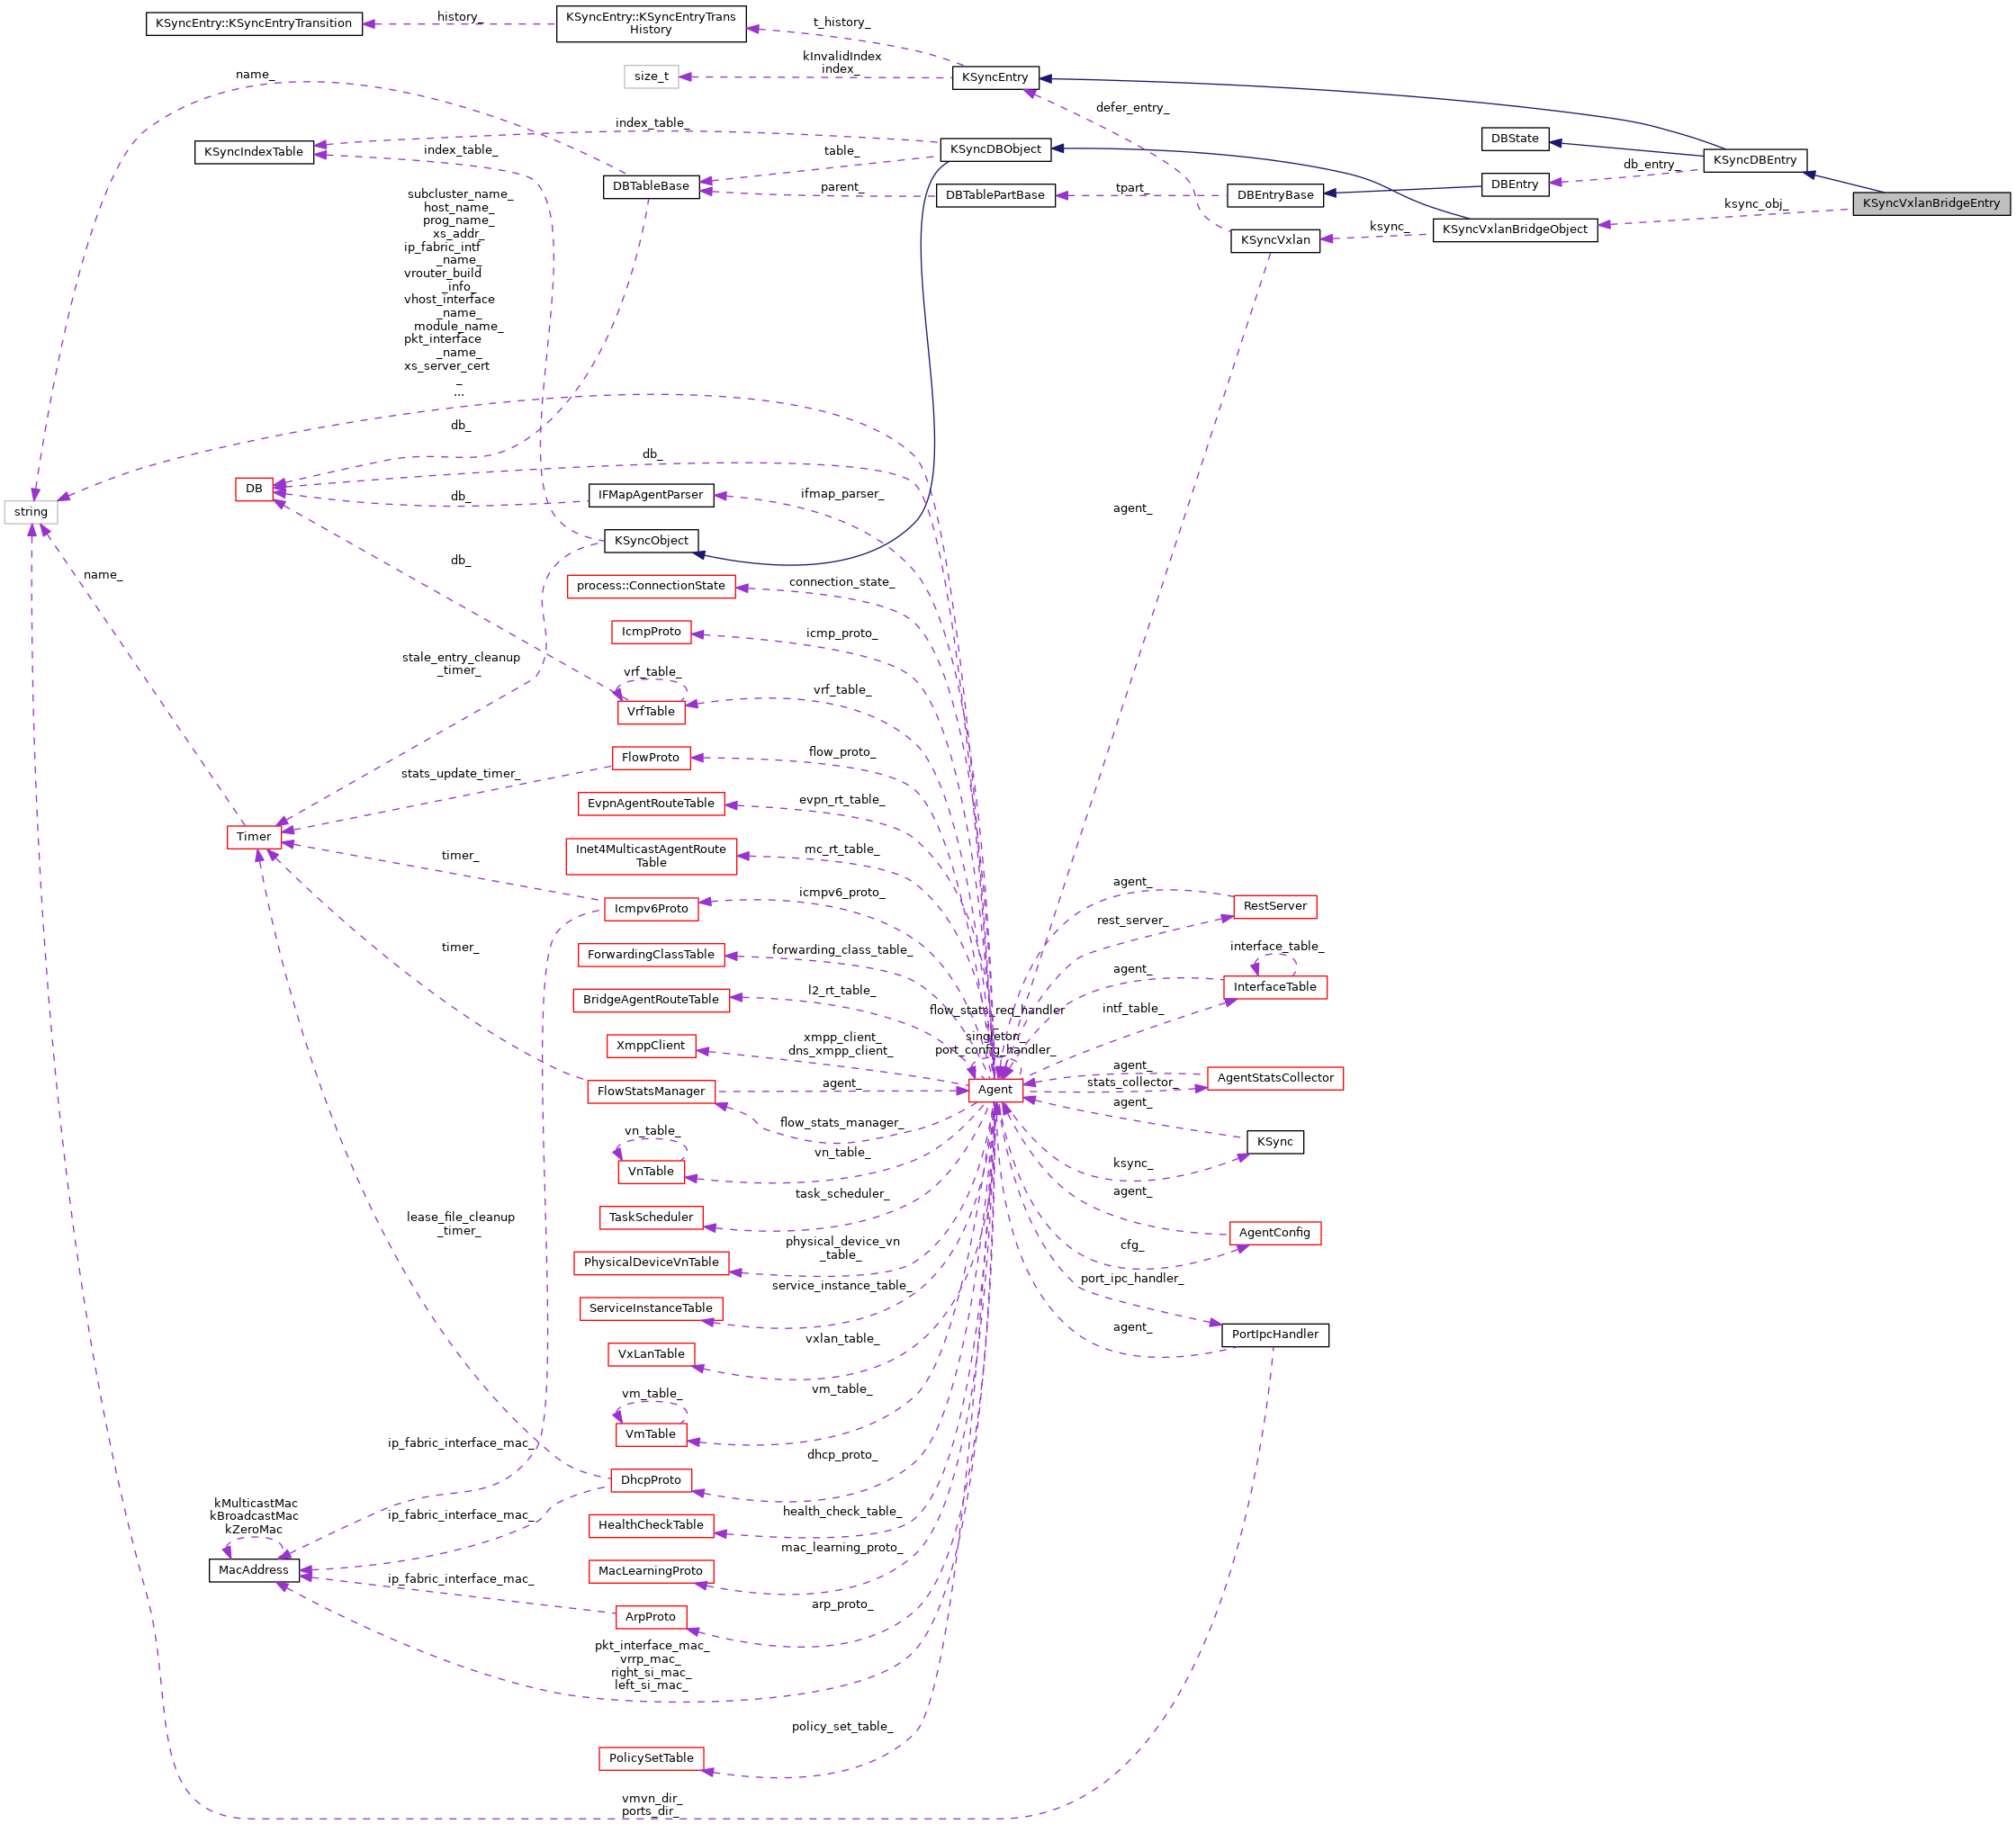 KSyncEntry::KSyncEntryTransition
history_
KSyncEntry::KSyncEntryTrans
History
t_history_
kInvalidIndex
index_
size_t
KSyncEntry
name_
defer_entry_
index_table_
KSyncIndexTable
index_table_
KSyncDBObject
table_
DBState
KSyncDBEntry
db_entry_
DBTableBase
parent_
DBTablePartBase
tpart_
DBEntryBase
DBEntry
KSyncVxlanBridgeEntry
ksync_obj_
KSyncVxlanBridgeObject
ksync_
KSyncVxlan
subcluster_name_
host_name_
prog_name_
xs_addr_
ip_fabric_intf
_name_
vrouter_build
_info_
vhost_interface
_name_
module_name_
pkt_interface
_name_
xs_server_cert
_
...
db_
db_
DB
db_
IFMapAgentParser
ifmap_parser_
agent_
string
KSyncObject
db_
name_
process::ConnectionState
connection_state_
IcmpProto
icmp_proto_
stale_entry_cleanup
_timer_
vrf_table_
VrfTable
vrf_table_
FlowProto
flow_proto_
stats_update_timer_
EvpnAgentRouteTable
evpn_rt_table_
Timer
Inet4MulticastAgentRoute
Table
mc_rt_table_
timer_
Icmpv6Proto
icmpv6_proto_
agent_
RestServer
rest_server_
timer_
ForwardingClassTable
forwarding_class_table_
interface_table_
agent_
InterfaceTable
BridgeAgentRouteTable
l2_rt_table_
intf_table_
flow_stats_req_handler
_
singleton_
port_config_handler_
XmppClient
xmpp_client_
dns_xmpp_client_
agent_
AgentStatsCollector
stats_collector_
FlowStatsManager
agent_
Agent
agent_
flow_stats_manager_
KSync
vn_table_
VnTable
vn_table_
ksync_
agent_
task_scheduler_
TaskScheduler
lease_file_cleanup
_timer_
AgentConfig
cfg_
physical_device_vn
_table_
PhysicalDeviceVnTable
port_ipc_handler_
service_instance_table_
ServiceInstanceTable
agent_
PortIpcHandler
vxlan_table_
VxLanTable
vm_table_
vm_table_
VmTable
ip_fabric_interface_mac_
dhcp_proto_
DhcpProto
kMulticastMac
kBroadcastMac
kZeroMac
ip_fabric_interface_mac_
health_check_table_
HealthCheckTable
mac_learning_proto_
MacAddress
MacLearningProto
ip_fabric_interface_mac_
arp_proto_
ArpProto
pkt_interface_mac_
vrrp_mac_
right_si_mac_
left_si_mac_
policy_set_table_
PolicySetTable
vmvn_dir_
ports_dir_